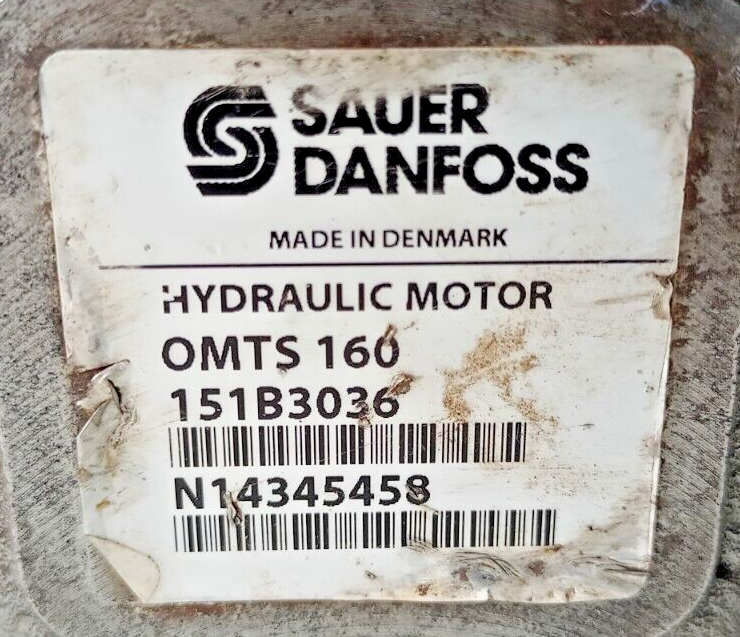 SAUER
DANFOSS
MADE IN DENMARK
HYDRAULIC MOTOR
OMTS 160
151B3036
N14345458